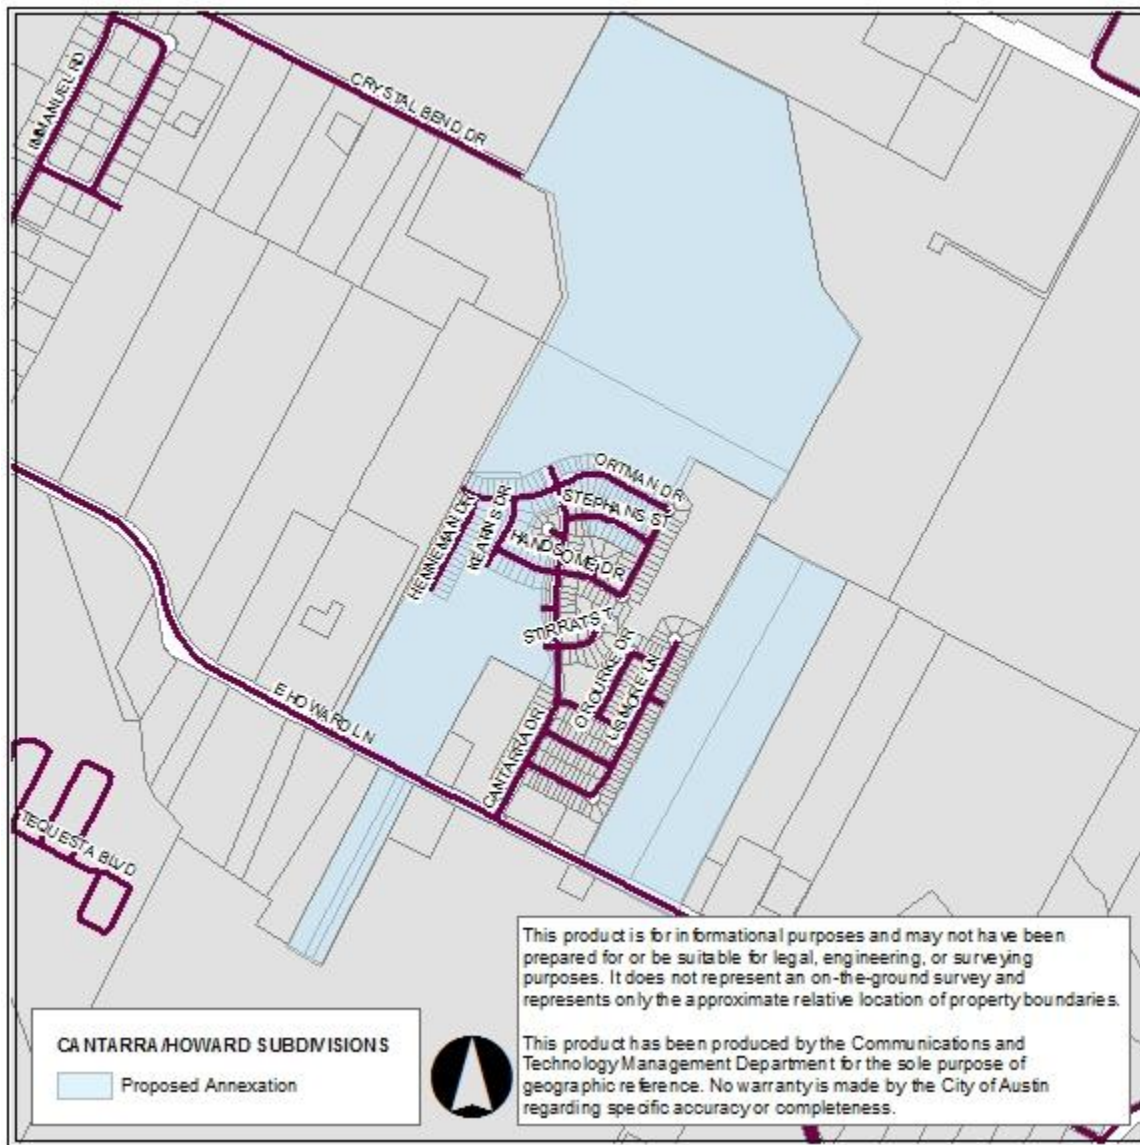 IMMANUEL RD
CRYSTAL BEND DR
ORTMAN DR
STEPHANS ST
HENNEMAN DR
KEARNS DR
HANDSOME DR
STIRRAT ST
O ROURKE DR
LISMORE LN
CANTARRA DR
E HOWARD LN
TEQUESTA BLVD
This product is for informational purposes and may not have been
prepared for or be suitable for legal, engineering, or surveying
purposes. It does not represent an on-the-ground survey and
represents only the approximate relative location of property boundaries.
This product has been produced by the Communications and
Technology Management Department for the sole purpose of
geographic reference. No warranty is made by the City of Austin
regarding specific accuracy or completeness.
CANTARRA/HOWARD SUBDIVISIONS
Proposed Annexation